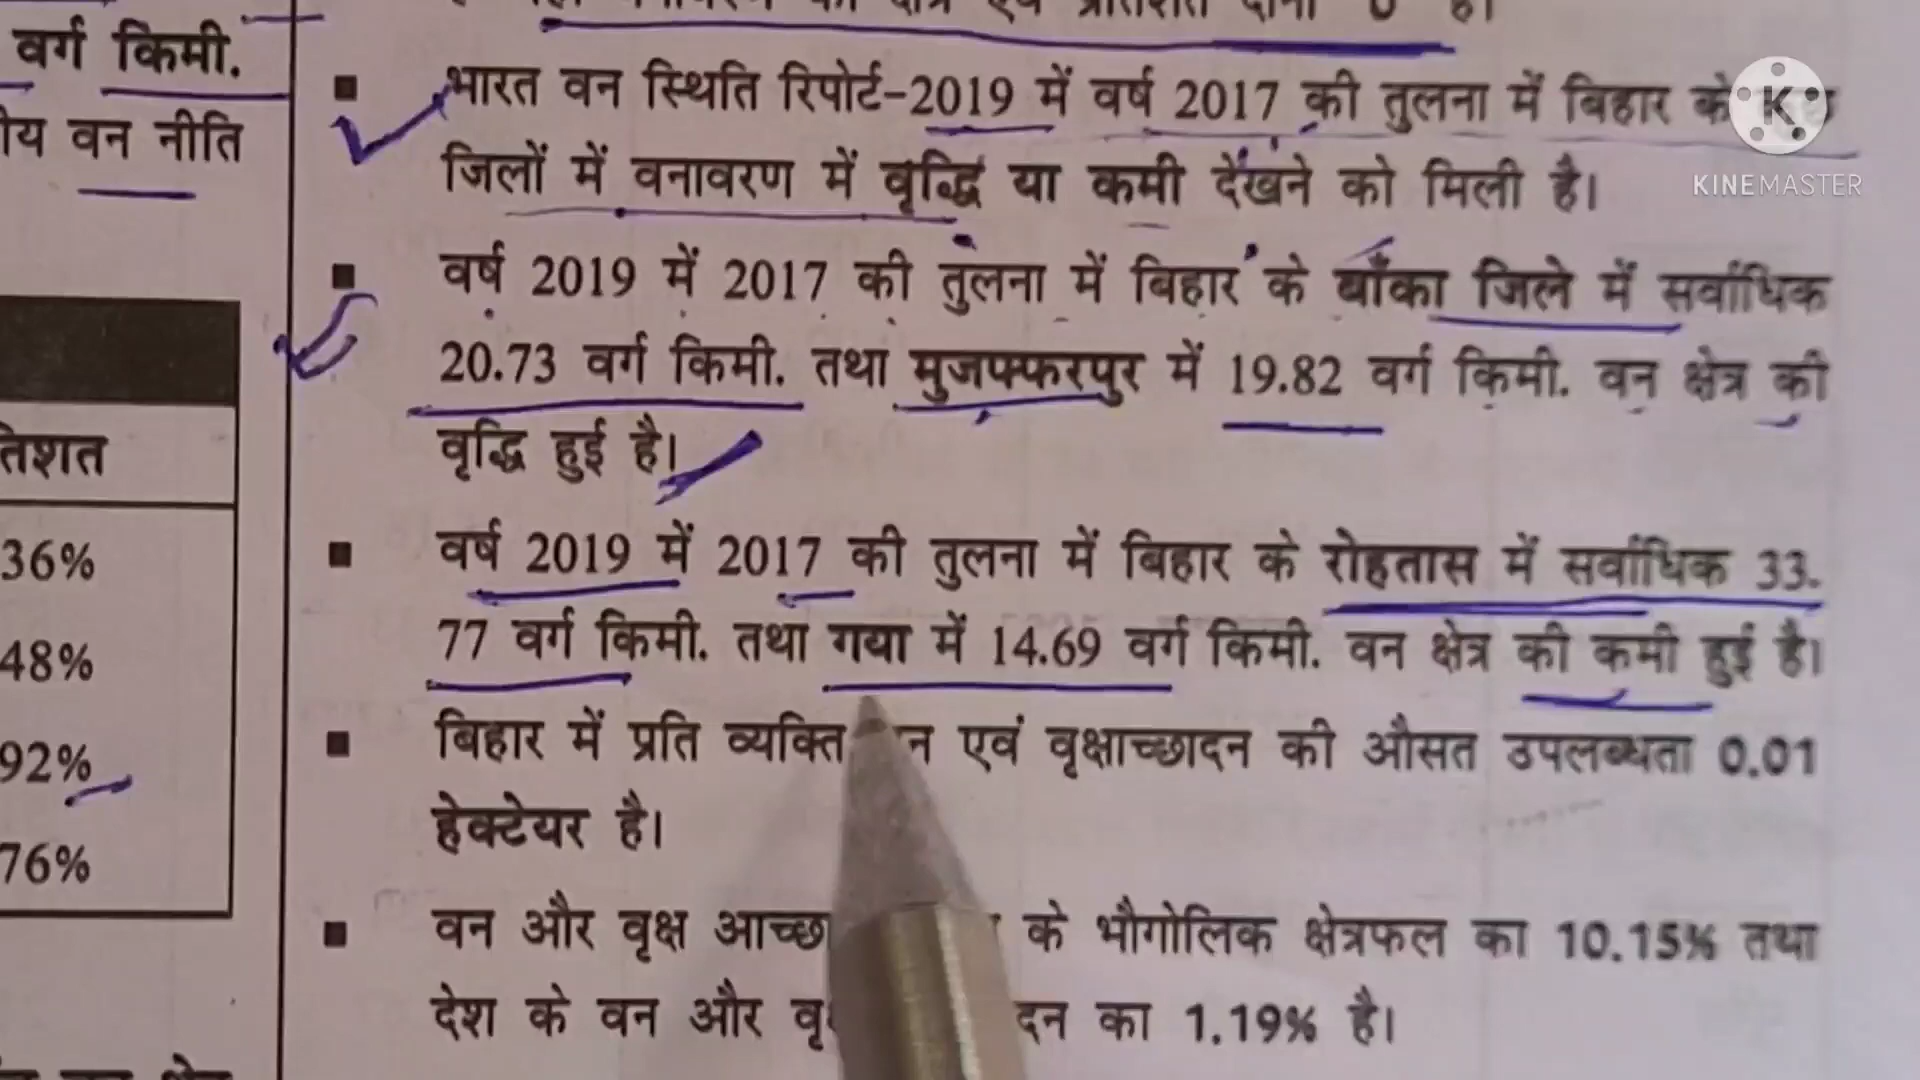 वर्ग किमी.
वन नीति
तिशत
36%
48%
92%
76%
भारत वन स्थिति रिपोर्ट-2019 में वर्ष 2017 की तुलना में बिहार के
जिलों में वनावरण में वृद्धि या कमी देखने को मिली है।
वर्ष 2019 में 2017 की तुलना में बिहार के बाँका जिले में सर्वाधिक
20.73 वर्ग किमी. तथा मुजफ्फरपुर में 19.82 वर्ग किमी. वन क्षेत्र की
वृद्धि हुई है।
वर्ष 2019 में 2017 की तुलना में बिहार के रोहतास में सर्वाधिक 33.
77 वर्ग किमी. तथा गया में 14.69 वर्ग किमी. वन क्षेत्र की कमी हुई है।
बिहार में प्रति व्यक्ति एवं वृक्षाच्छादन की औसत उपलब्धता 0.01
हेक्टेयर है।
वन और वृक्ष के भौगोलिक क्षेत्रफल का 10.15% तथा
देश के वन और का 1.19% है।
K
KINEMASTER